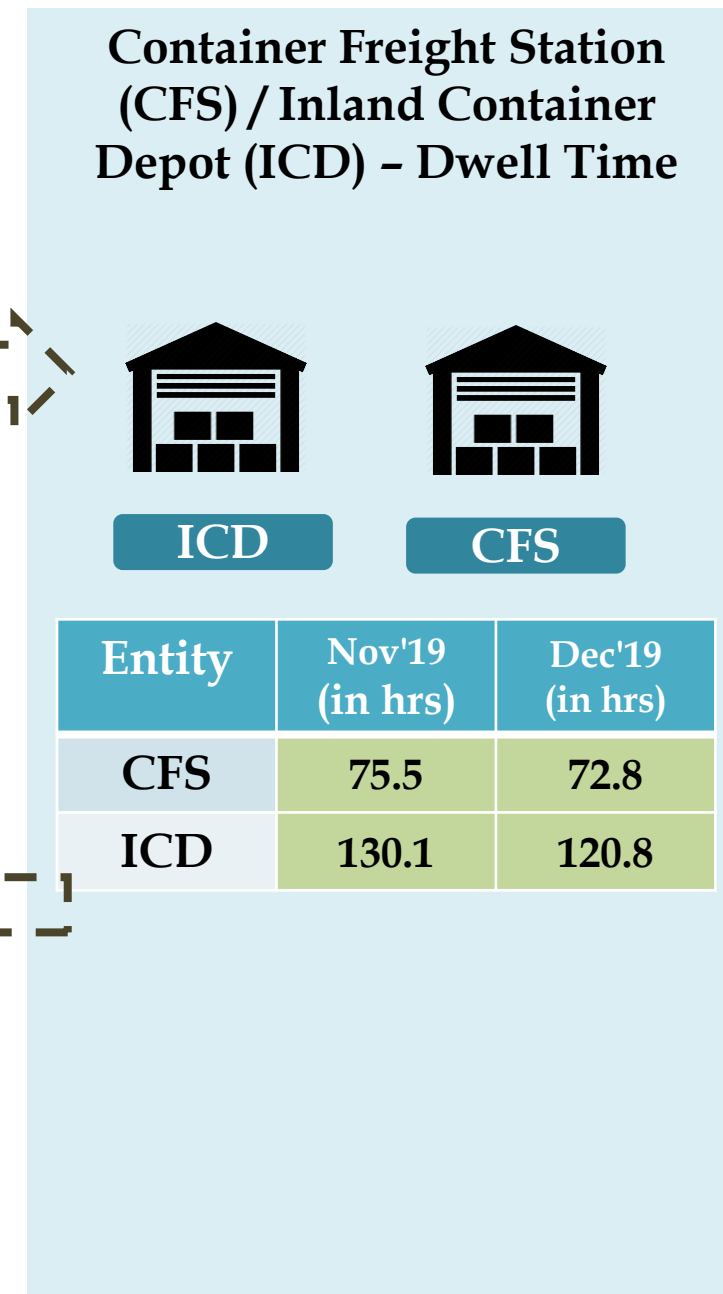 Container Freight Station
(CFS) / Inland Container
Depot (ICD) – Dwell Time
ICD CFS
Entity Nov'19 (in hrs) Dec'19 (in hrs)
CFS 75.5 72.8
ICD 130.1 120.8